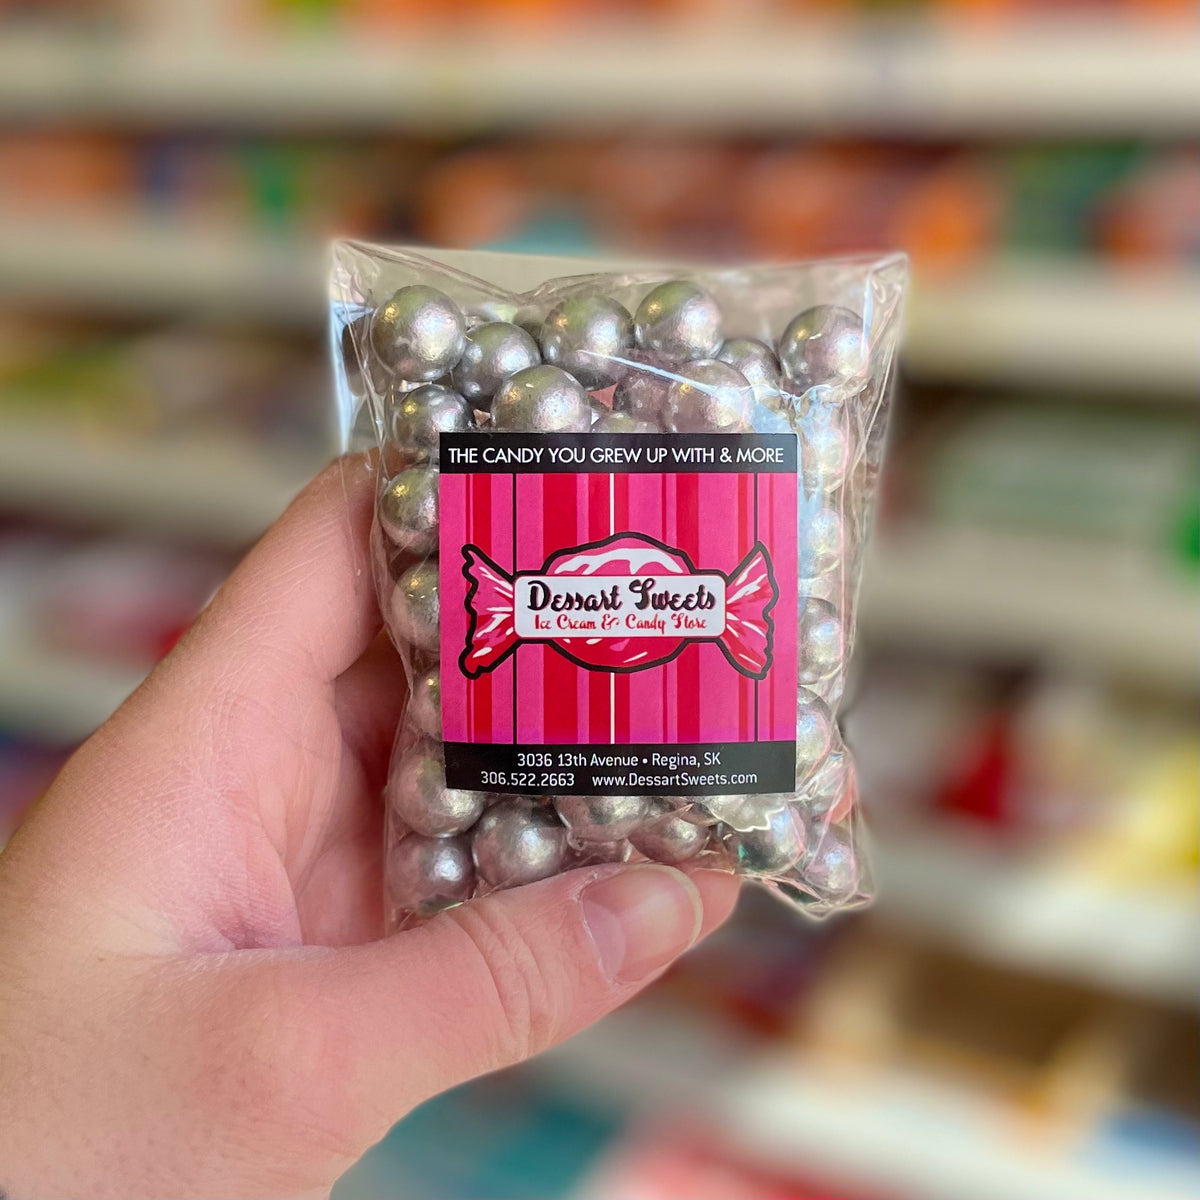 THE CANDY YOU GREW UP WITH & MORE
Dessart Sweets
Ice Cream & Candy Store
3036 13th Avenue • Regina, SK
306.522.2663 www.DessartSweets.com